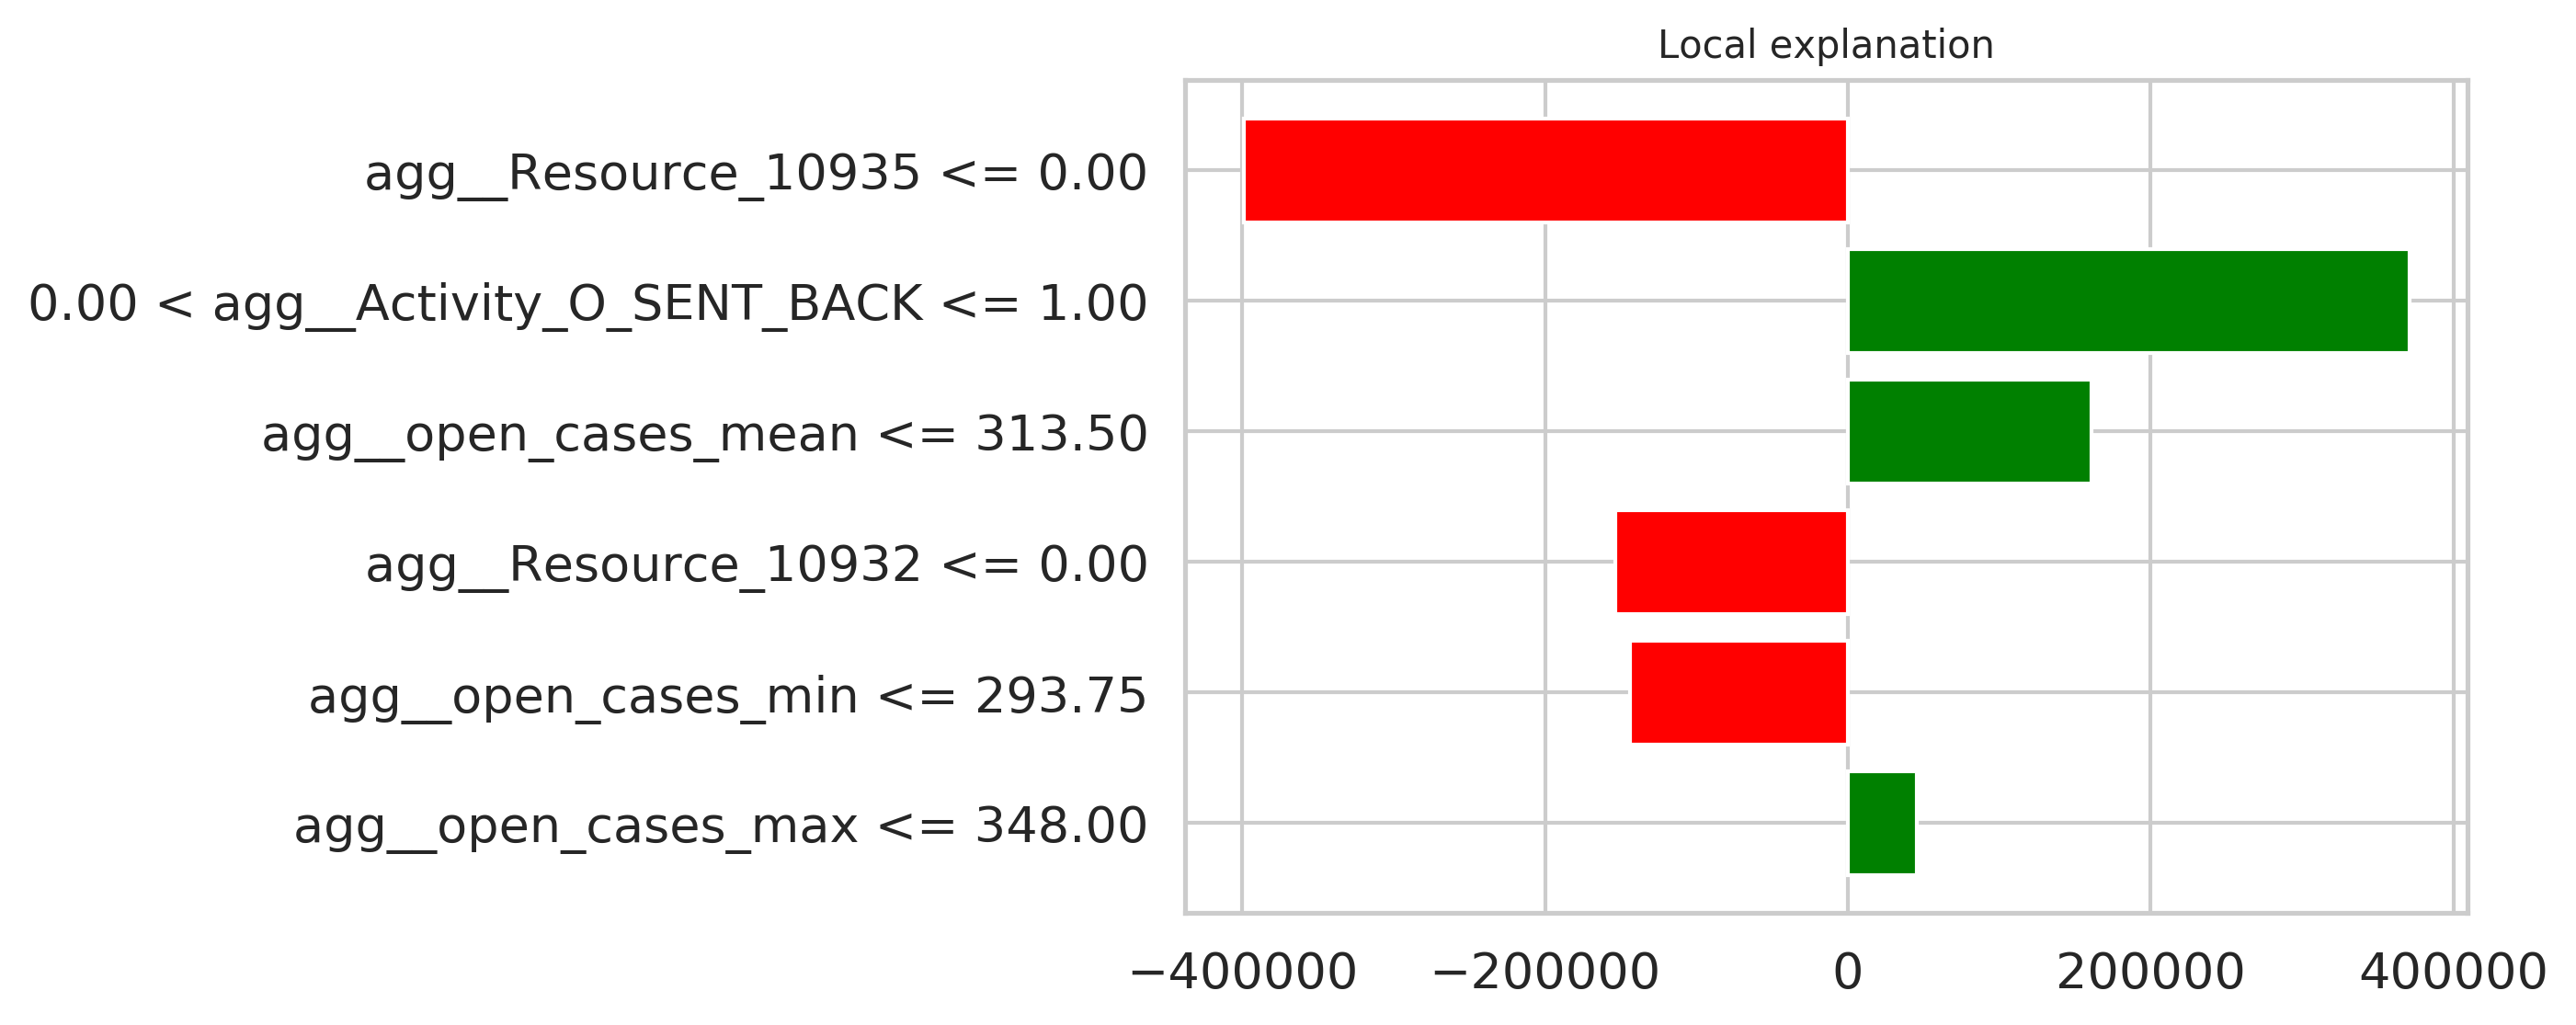 Local explanation
agg__Resource_10935 <= 0.00
0.00 < agg__Activity_O_SENT_BACK <= 1.00
agg__open_cases_mean <= 313.50
agg__Resource_10932 <= 0.00
agg__open_cases_min <= 293.75
agg__open_cases_max <= 348.00
−400000 −200000 0 200000 400000